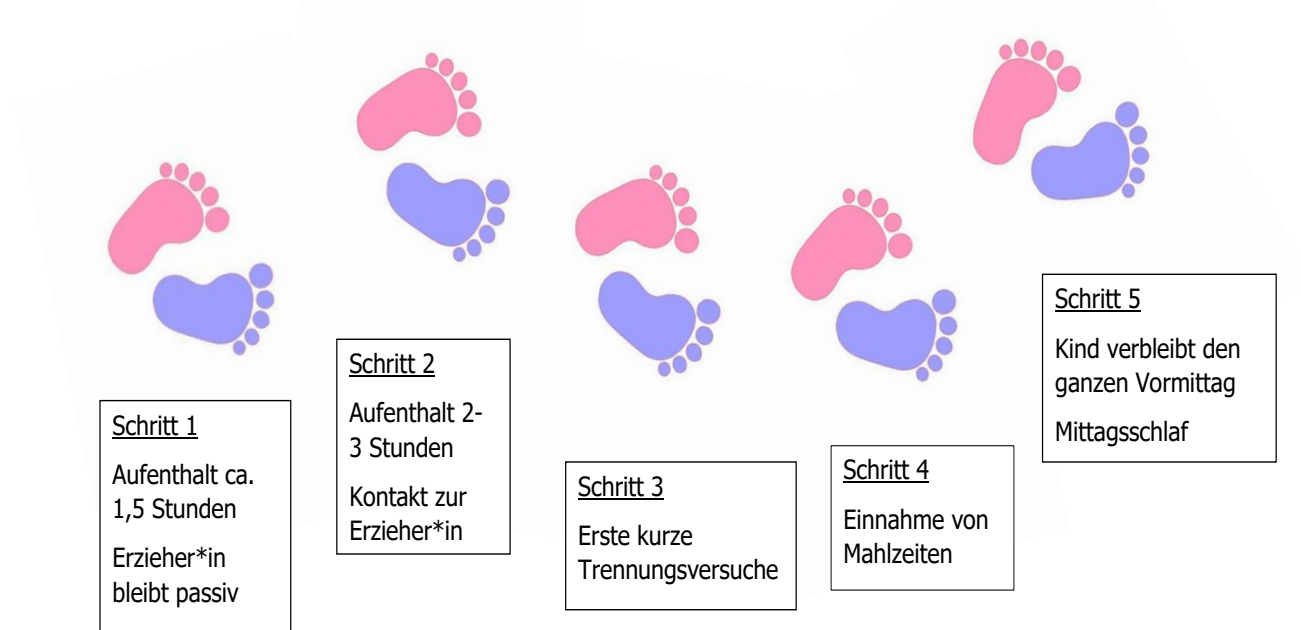 Schritt 1
Aufenthalt ca.
1,5 Stunden
Erzieher*in
bleibt passiv
Schritt 2
Aufenthalt 2-
3 Stunden
Kontakt zur
Erzieher*in
Schritt 3
Erste kurze
Trennungsversuche
Schritt 4
Einnahme von
Mahlzeiten
Schritt 5
Kind verbleibt den
ganzen Vormittag
Mittagsschlaf